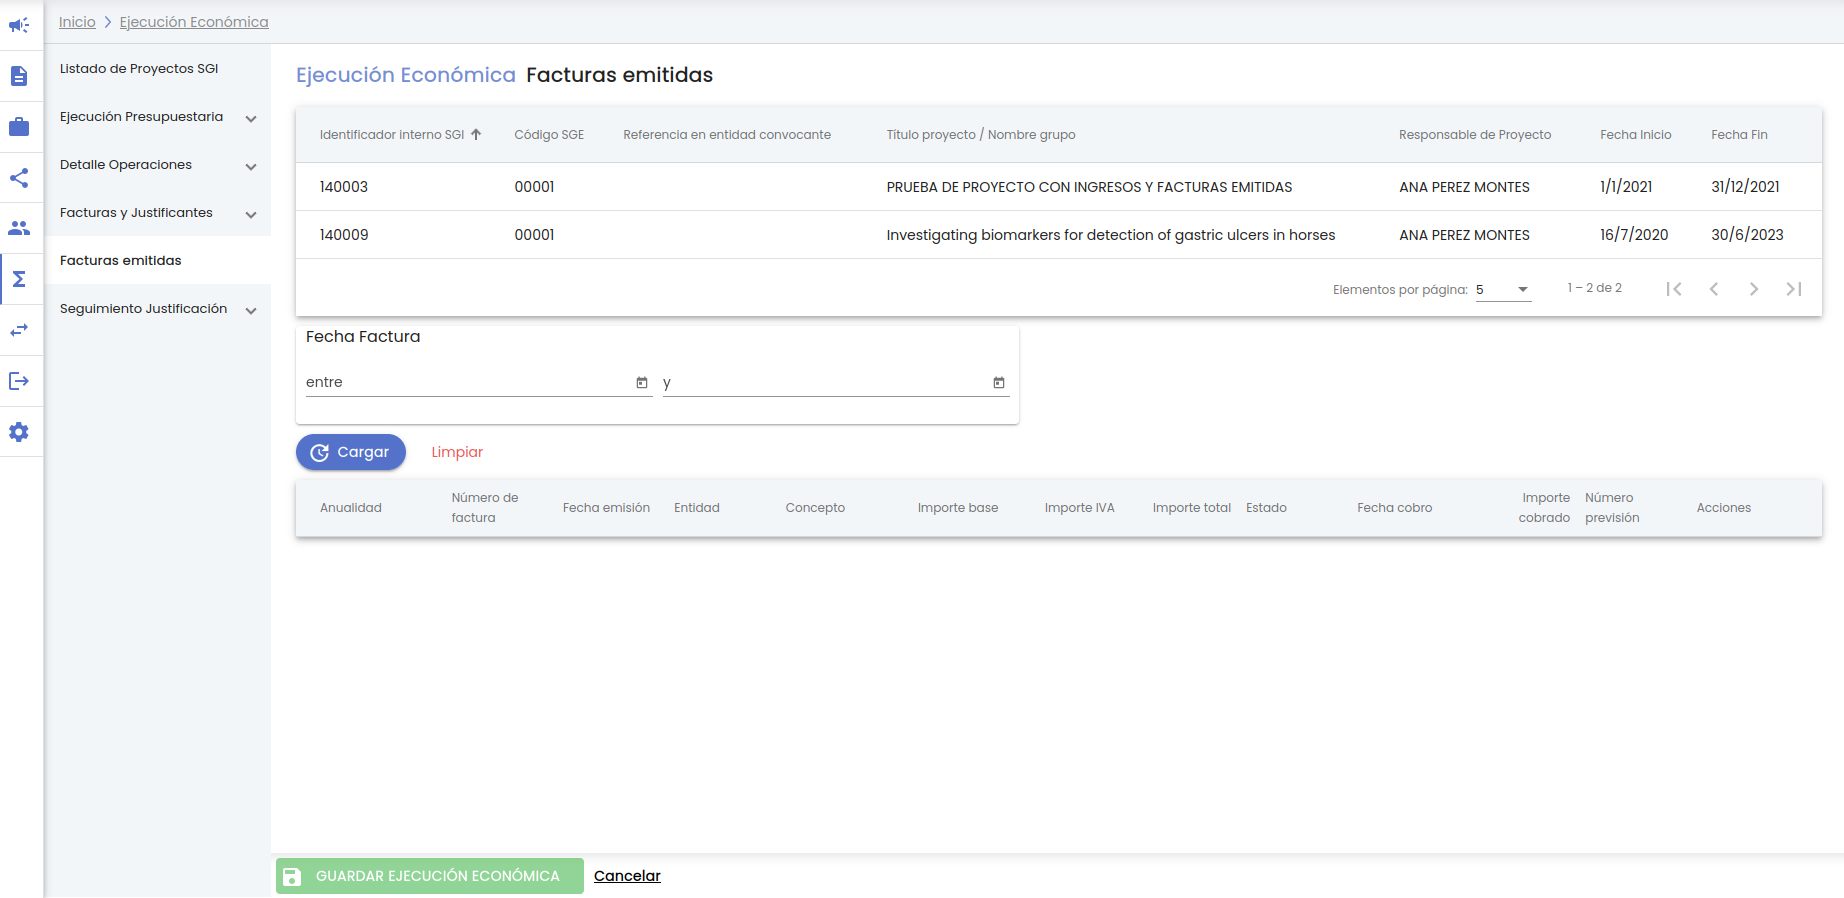 Inicio > Ejecución Económica
Listado de Proyectos SGI
Ejecución Presupuestaria
Detalle Operaciones
Facturas y Justificantes
Facturas emitidas
Seguimiento Justificación
Ejecución Económica Facturas emitidas
Identificador interno SGI Código SGE Referencia en entidad convocante Título proyecto / Nombre grupo Responsable de Proyecto Fecha Inicio Fecha Fin
140003 00001 PRUEBA DE PROYECTO CON INGRESOS Y FACTURAS EMITIDAS ANA PEREZ MONTES 1/1/2021 31/12/2021
140009 00001 Investigating biomarkers for detection of gastric ulcers in horses ANA PEREZ MONTES 16/7/2020 30/6/2023
Elementos por página: 5 1 – 2 de 2
Fecha Factura
entre y
Cargar Limpiar
Anualidad Número de factura Fecha emisión Entidad Concepto Importe base Importe IVA Importe total Estado Fecha cobro Importe cobrado Número previsión Acciones
GUARDAR EJECUCIÓN ECONÓMICA Cancelar